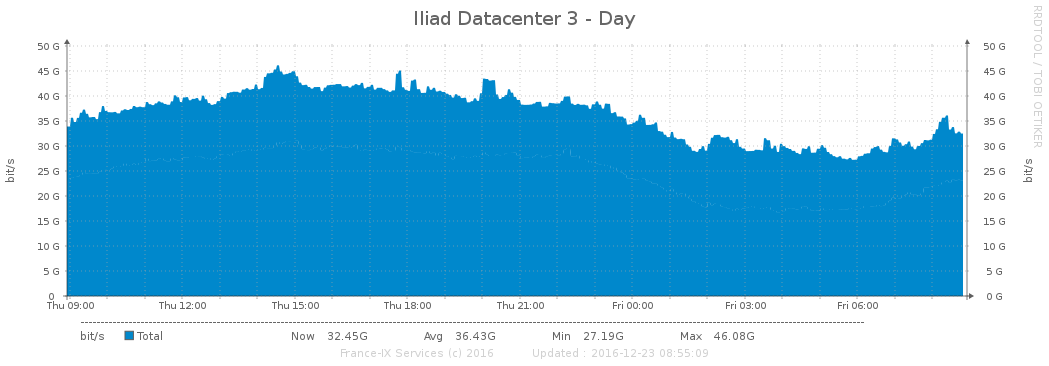 Iliad Datacenter 3 - Day
RRDTOOL / TOBI OETIKER
50 G 50 G
45 G 45 G
40 G 40 G
35 G 35 G
30 G 30 G
25 G 25 G
20 G 20 G
15 G 15 G
10 G 10 G
5 G 5 G
0 0 G
bit/s bit/s
Thu 09:00 Thu 12:00 Thu 15:00 Thu 18:00 Thu 21:00 Fri 00:00 Fri 03:00 Fri 06:00
bit/s Total Now 32.45G Avg 36.43G Min 27.19G Max 46.08G
France-IX Services (c) 2016 Updated : 2016-12-23 08:55:09